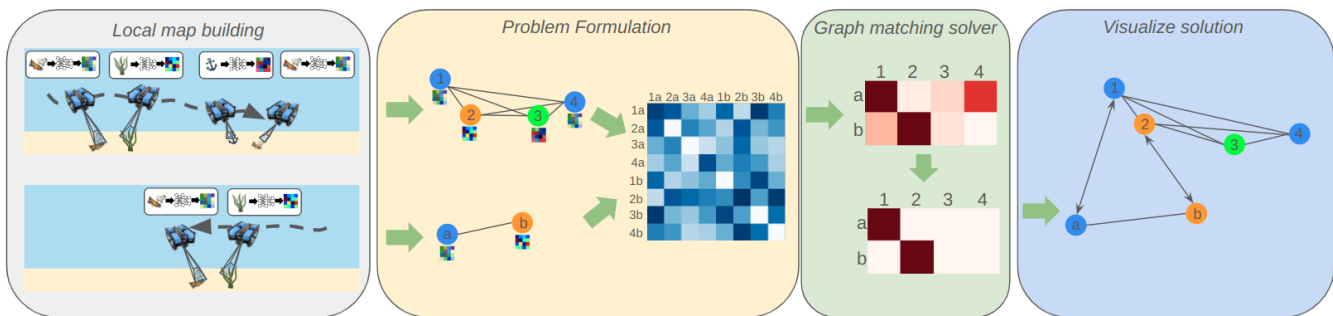 Local map building
Problem Formulation
1
2
3
4
a
b
1a 2a 3a 4a 1b 2b 3b 4b
1a
2a
3a
4a
1b
2b
3b
4b
Graph matching solver
1 2 3 4
a
b
1 2 3 4
a
b
Visualize solution
1
2
3
4
a
b